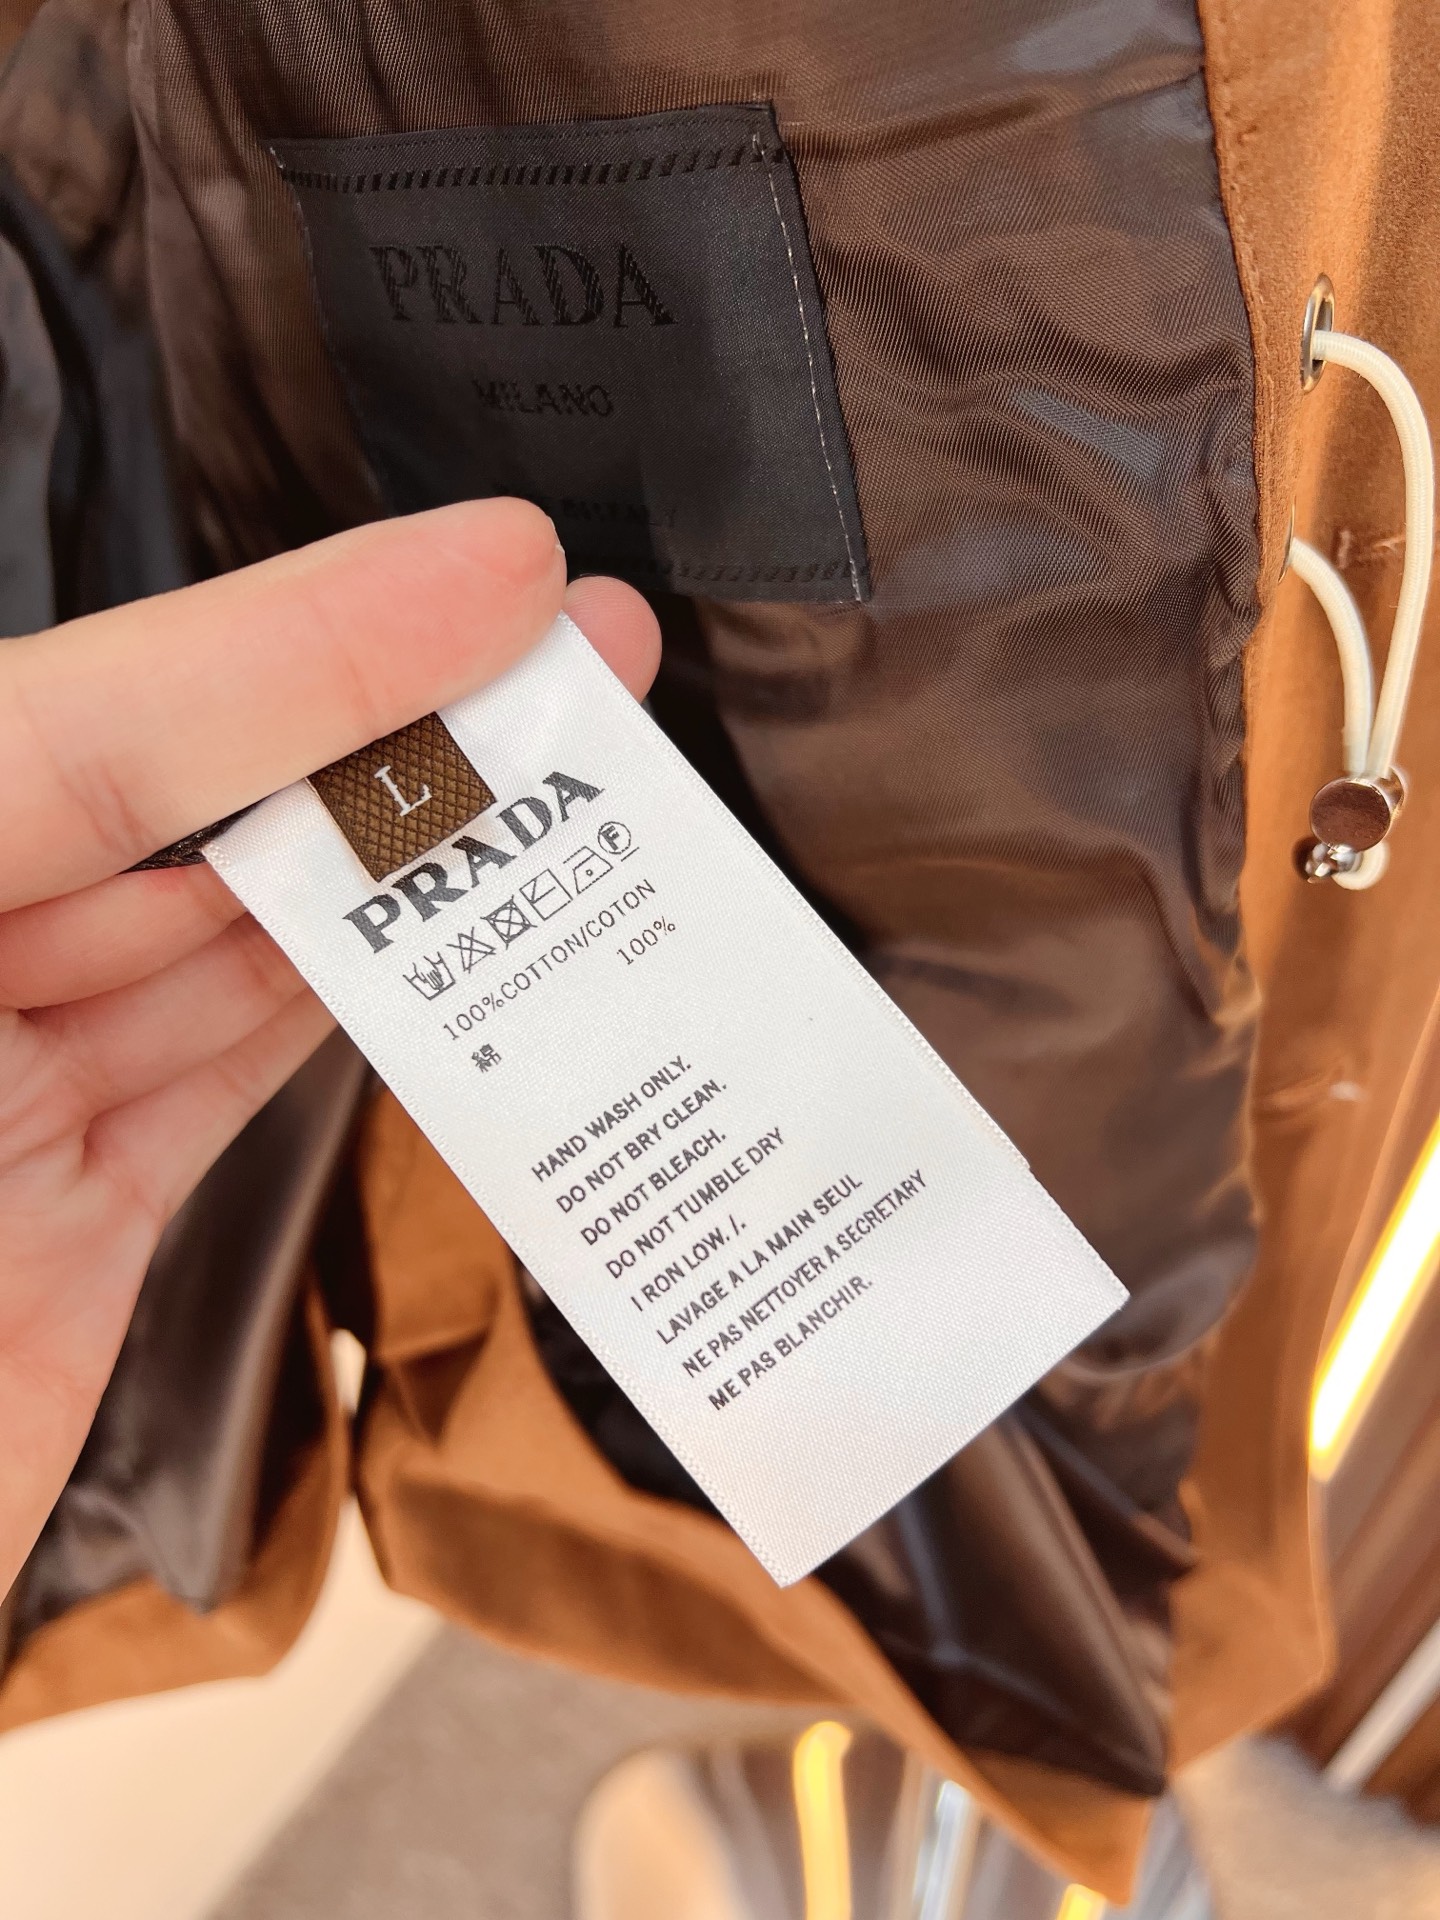 PRADA
MILANO
L
PRADA
F
100%COTTON/COTON
100%
綿
HAND WASH ONLY.
DO NOT BRY CLEAN.
DO NOT BLEACH.
DO NOT TUMBLE DRY
I RON LOW. /.
LAVAGE A LA MAIN SEUL
NE PAS NETTOYER A SECRETARY
ME PAS BLANCHIR.